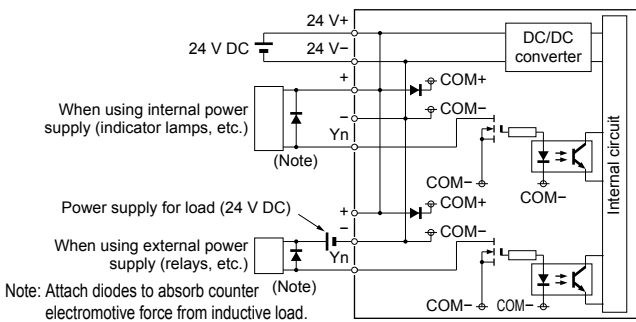 24 V+
24 V DC
24 V−
DC/DC
converter
+
COM+
When using internal power
supply (indicator lamps, etc.)
−
COM−
Yn
(Note)
COM−
COM−
Internal circuit
Power supply for load (24 V DC)
+
COM+
−
COM−
When using external power
supply (relays, etc.)
Yn
(Note)
COM−
COM−
Note: Attach diodes to absorb counter
electromotive force from inductive load.